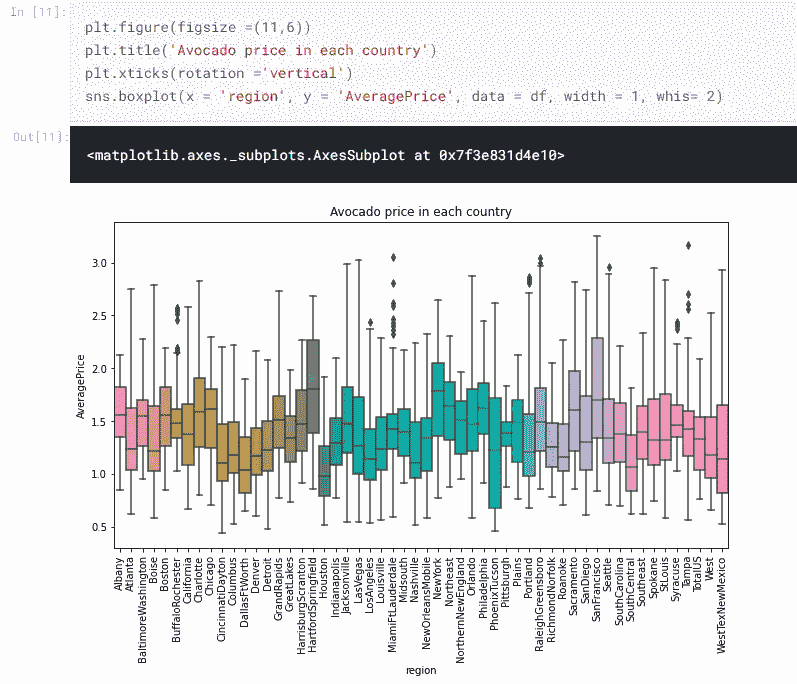 In [11]:
plt.figure(figsize =(11,6))
plt.title('Avocado price in each country')
plt.xticks(rotation ='vertical')
sns.boxplot(x = 'region', y = 'AveragePrice', data = df, width = 1, whis= 2)
Out[11]:
<matplotlib.axes._subplots.AxesSubplot at 0x7f3e831d4e10>
Avocado price in each country
3.0
2.5
2.0
1.5
1.0
0.5
AveragePrice
Albany
Atlanta
BaltimoreWashington
Boise
Boston
BuffaloRochester
California
Charlotte
Chicago
CincinnatiDayton
Columbus
DallasFtWorth
Denver
Detroit
GrandRapids
GreatLakes
HarrisburgScranton
HartfordSpringfield
Houston
Indianapolis
Jacksonville
LasVegas
LosAngeles
Louisville
MiamiFtLauderdale
Midsouth
Nashville
NewOrleansMobile
NewYork
Northeast
NorthernNewEngland
Orlando
Philadelphia
PhoenixTucson
Pittsburgh
Plains
Portland
RaleighGreensboro
RichmondNorfolk
Roanoke
Sacramento
SanDiego
SanFrancisco
Seattle
SouthCarolina
SouthCentral
Southeast
Spokane
StLouis
Syracuse
Tampa
TotalUS
West
WestTexNewMexico
region